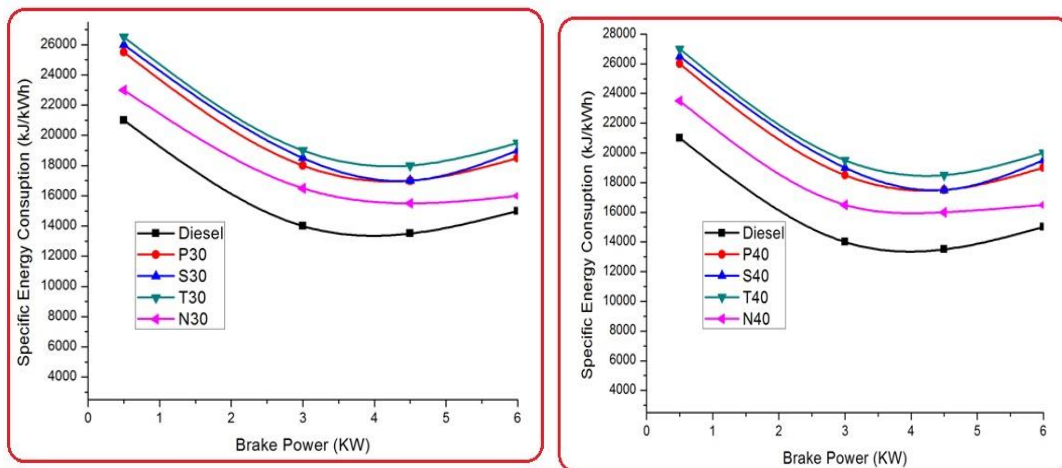 26000
24000
22000
20000
18000
16000
14000
12000
10000
8000
6000
4000
Specific Energy Consuption (kJ/kWh)
Diesel
P30
S30
T30
N30
0 1 2 3 4 5 6
Brake Power (KW)
28000
26000
24000
22000
20000
18000
16000
14000
12000
10000
8000
6000
4000
Specific Energy Consuption (kJ/kWh)
Diesel
P40
S40
T40
N40
0 1 2 3 4 5 6
Brake Power (KW)